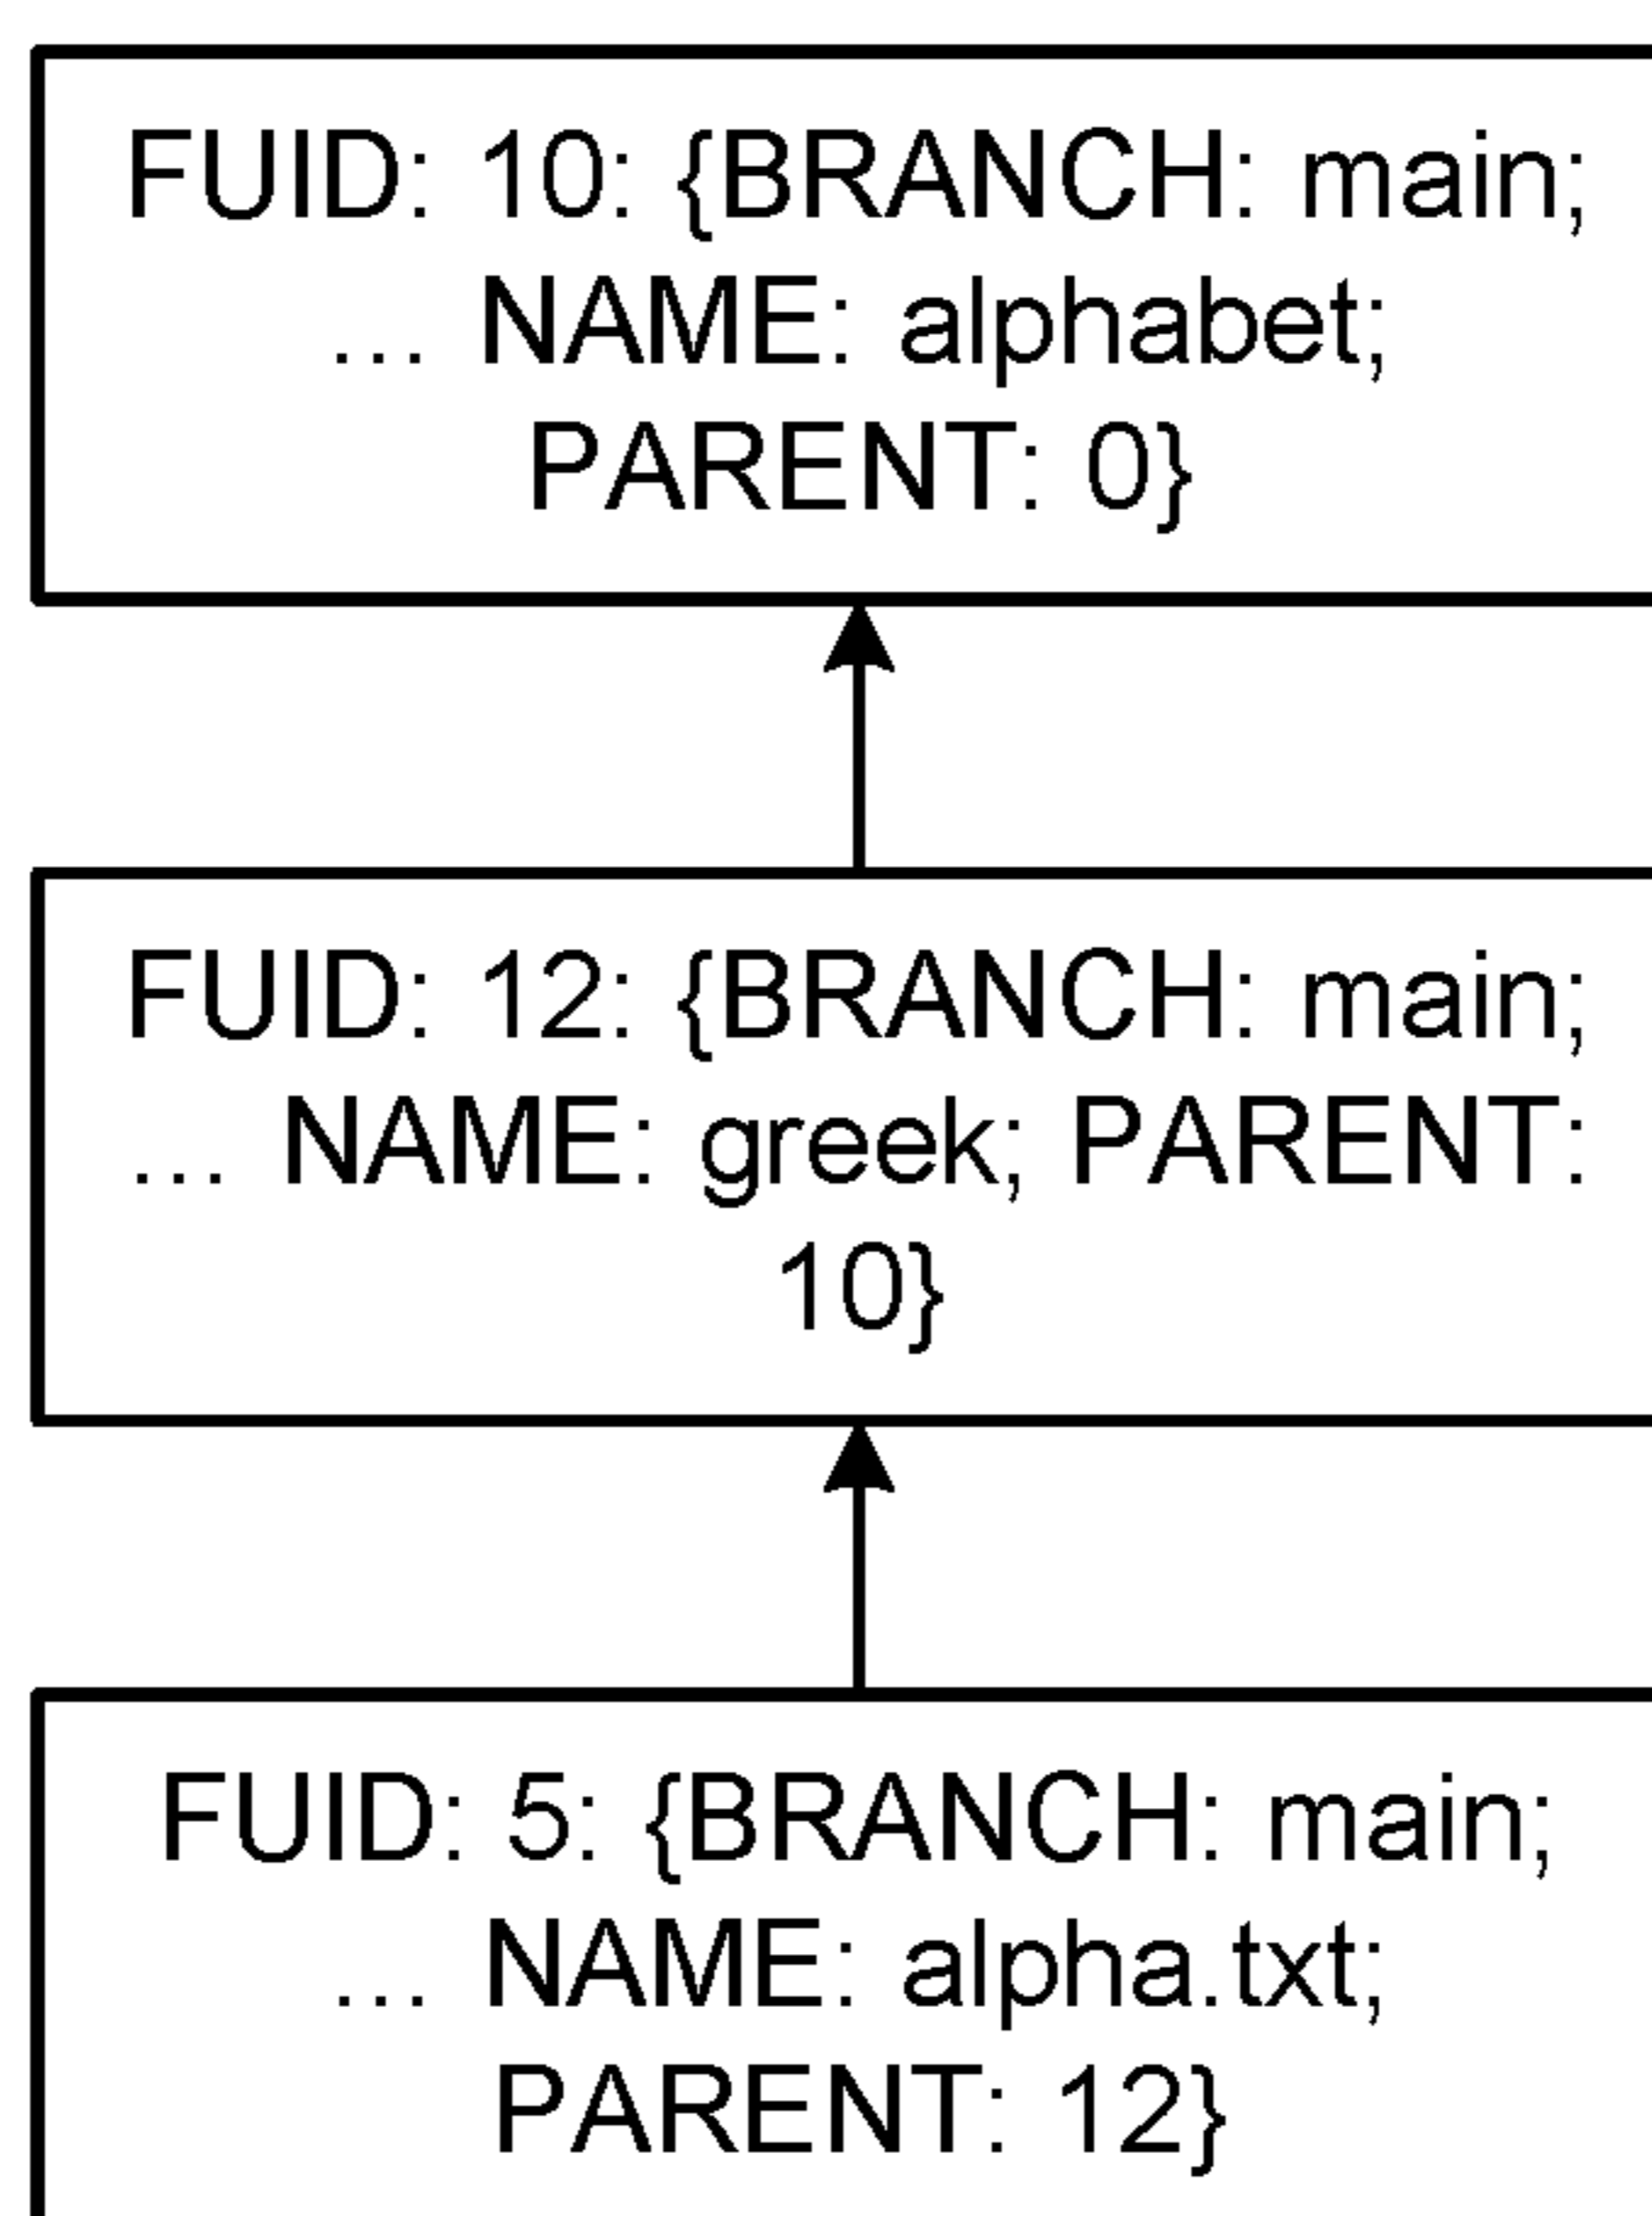 FUID: 10: {BRANCH: main;
... NAME: alphabet;
PARENT: 0}
FUID: 12: {BRANCH: main;
... NAME: greek; PARENT:
10}
FUID: 5: {BRANCH: main;
... NAME: alpha.txt;
PARENT: 12}